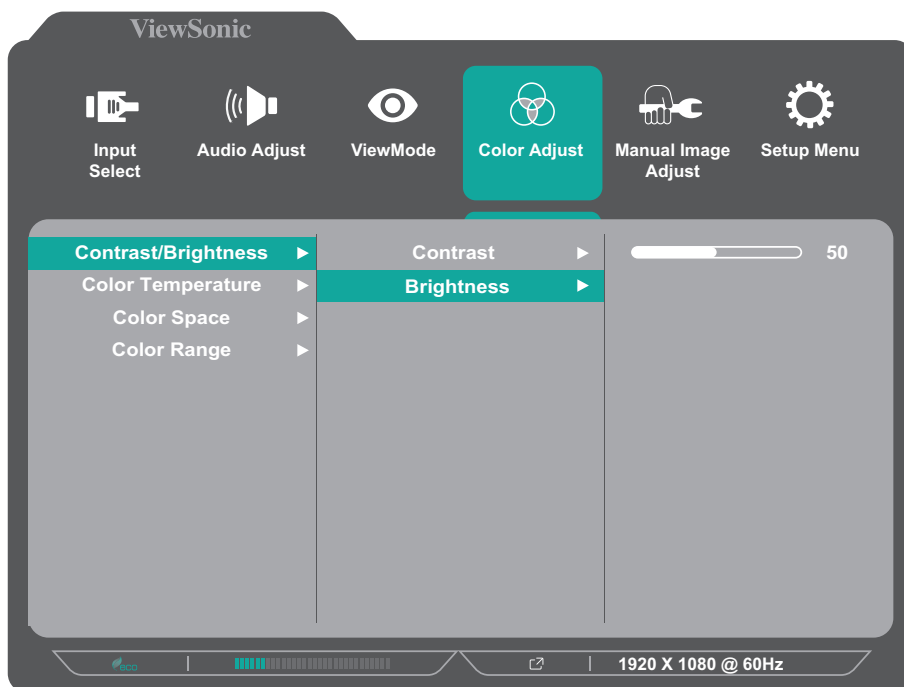 ViewSonic
Input Select
Audio Adjust
ViewMode
Color Adjust
Manual Image Adjust
Setup Menu
Contrast/Brightness
Contrast
50
Color Temperature
Brightness
Color Space
Color Range
eco
1920 X 1080 @ 60Hz